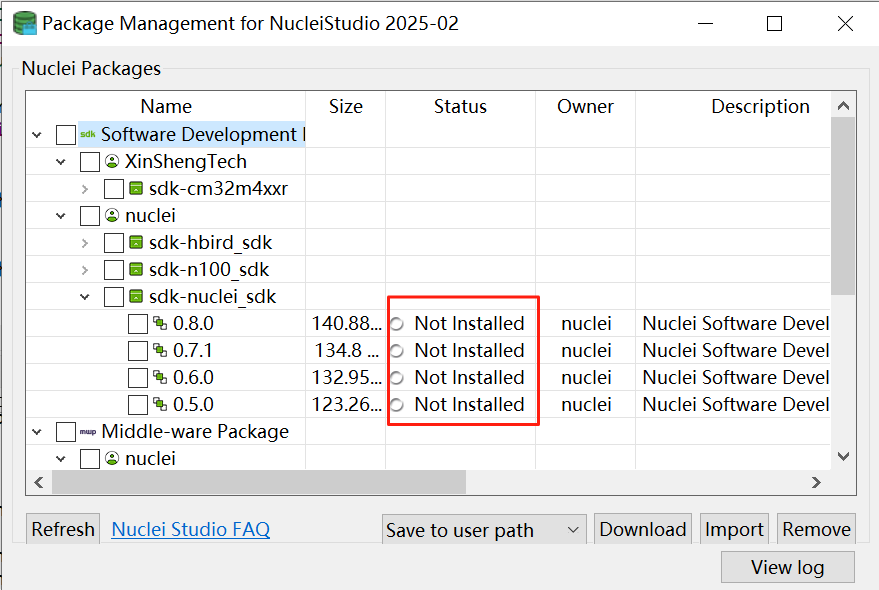 Package Management for NucleiStudio 2025-02
Nuclei Packages
Name Size Status Owner Description
sdk Software Development
XinShengTech
sdk-cm32m4xxr
nuclei
sdk-hbird_sdk
sdk-n100_sdk
sdk-nuclei_sdk
0.8.0 140.88... Not Installed nuclei Nuclei Software Devel
0.7.1 134.8 ... Not Installed nuclei Nuclei Software Devel
0.6.0 132.95... Not Installed nuclei Nuclei Software Devel
0.5.0 123.26... Not Installed nuclei Nuclei Software Devel
mwp Middle-ware Package
nuclei
Refresh Nuclei Studio FAQ Save to user path Download Import Remove
View log